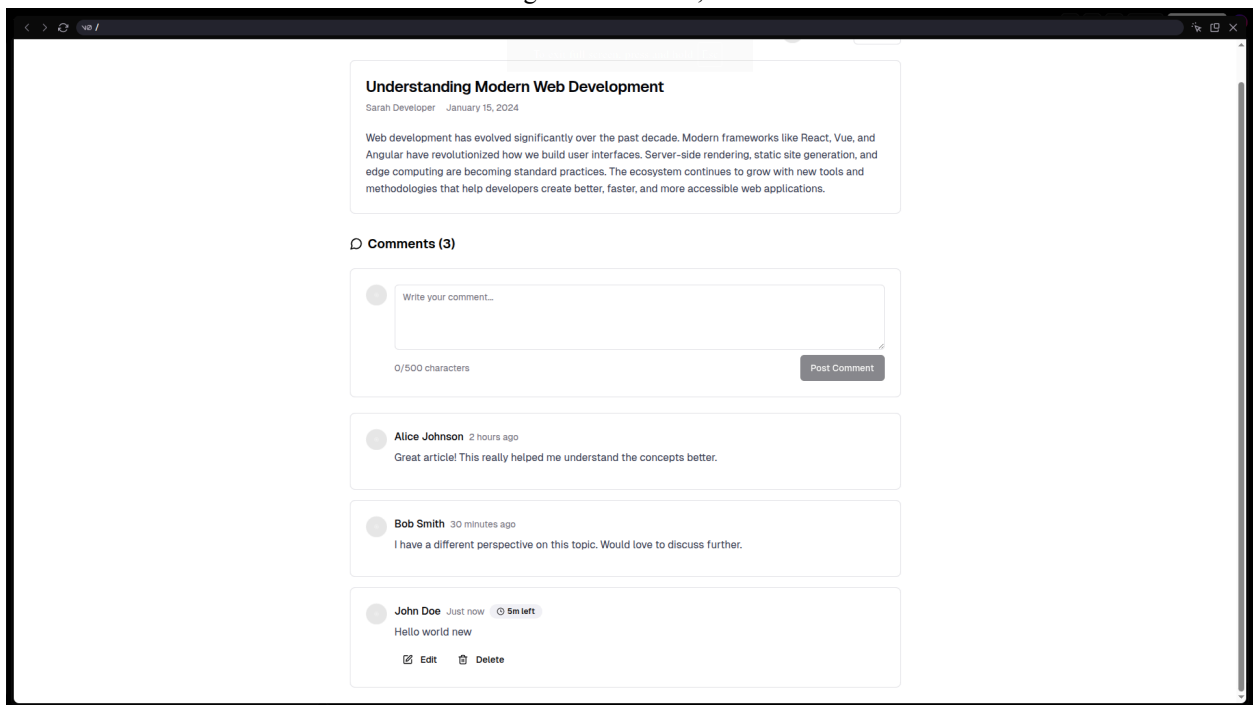 v0 /
Understanding Modern Web Development
Sarah Developer January 15, 2024
Web development has evolved significantly over the past decade. Modern frameworks like React, Vue, and
Angular have revolutionized how we build user interfaces. Server-side rendering, static site generation, and
edge computing are becoming standard practices. The ecosystem continues to grow with new tools and
methodologies that help developers create better, faster, and more accessible web applications.
Comments (3)
Write your comment...
0/500 characters
Post Comment
Alice Johnson 2 hours ago
Great article! This really helped me understand the concepts better.
Bob Smith 30 minutes ago
I have a different perspective on this topic. Would love to discuss further.
John Doe Just now 5m left
Hello world new
Edit Delete